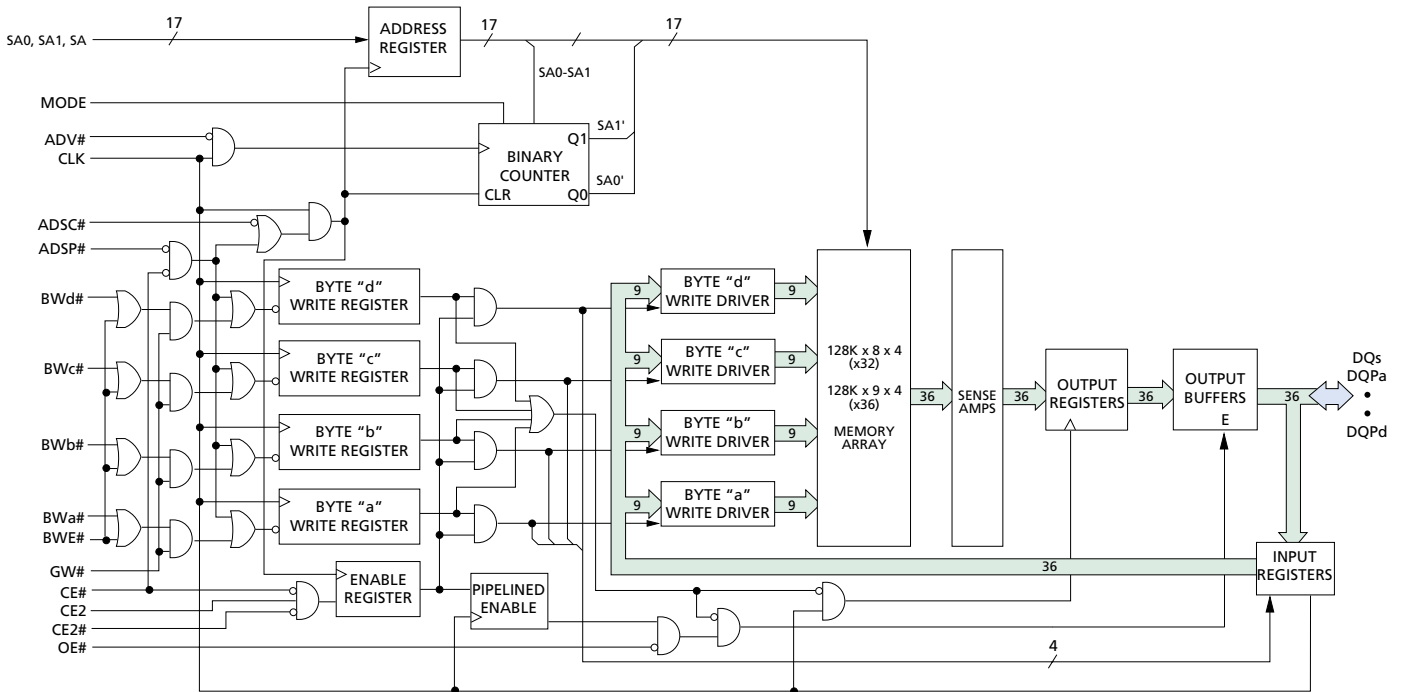 17
17
17
SA0, SA1, SA
ADDRESS
REGISTER
SA0-SA1
MODE
ADV#
CLK
Q1
SA1'
BINARY
COUNTER
CLR
Q0
SA0'
ADSC#
ADSP#
BWd#
BYTE “d”
WRITE REGISTER
9
BYTE “d”
WRITE DRIVER
9
BWc#
BYTE “c”
WRITE REGISTER
9
BYTE “c”
WRITE DRIVER
9
BWb#
BYTE “b”
WRITE REGISTER
9
BYTE “b”
WRITE DRIVER
9
BWa#
BWE#
BYTE “a”
WRITE REGISTER
9
BYTE “a”
WRITE DRIVER
9
128K x 8 x 4
(x32)
128K x 9 x 4
(x36)
MEMORY
ARRAY
36
SENSE
AMPS
36
OUTPUT
REGISTERS
36
OUTPUT
BUFFERS
E
36
DQs
DQPa
DQPd
GW#
CE#
CE2
CE2#
OE#
ENABLE
REGISTER
PIPELINED
ENABLE
36
INPUT
REGISTERS
4